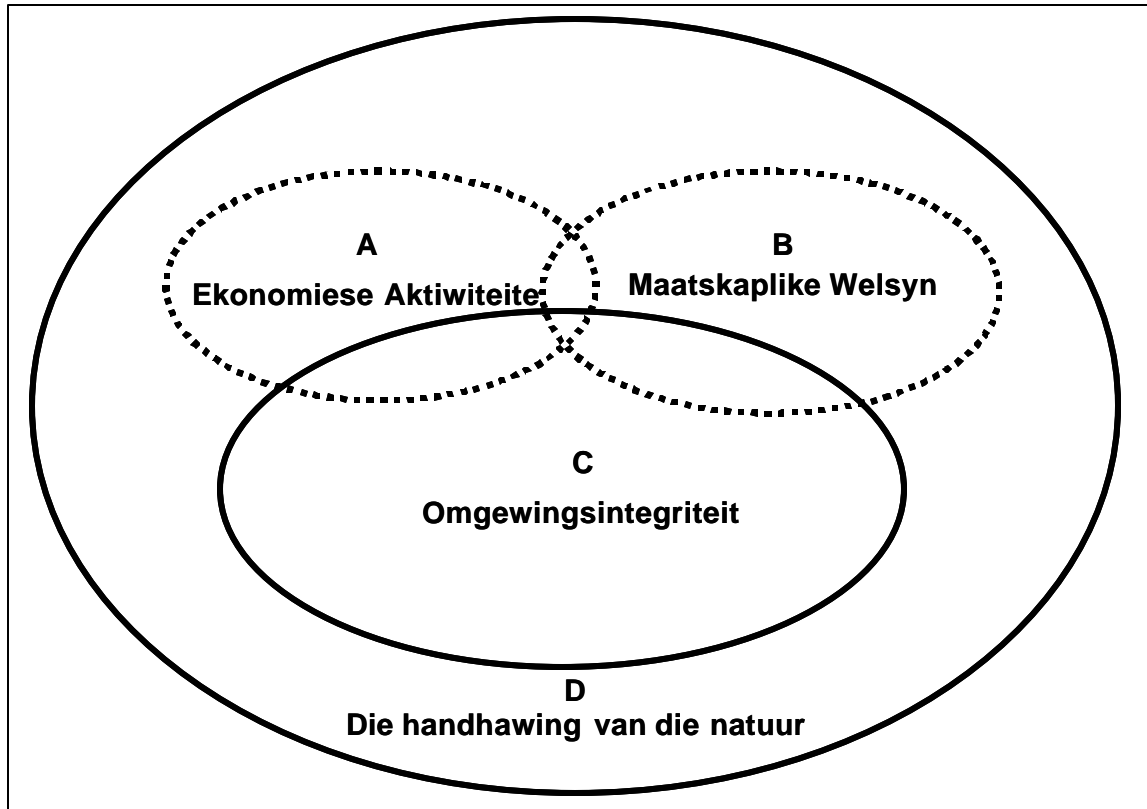 A
Ekonomiese Aktiwiteite
B
Maatskaplike Welsyn
C
Omgewingsintegriteit
D
Die handhawing van die natuur